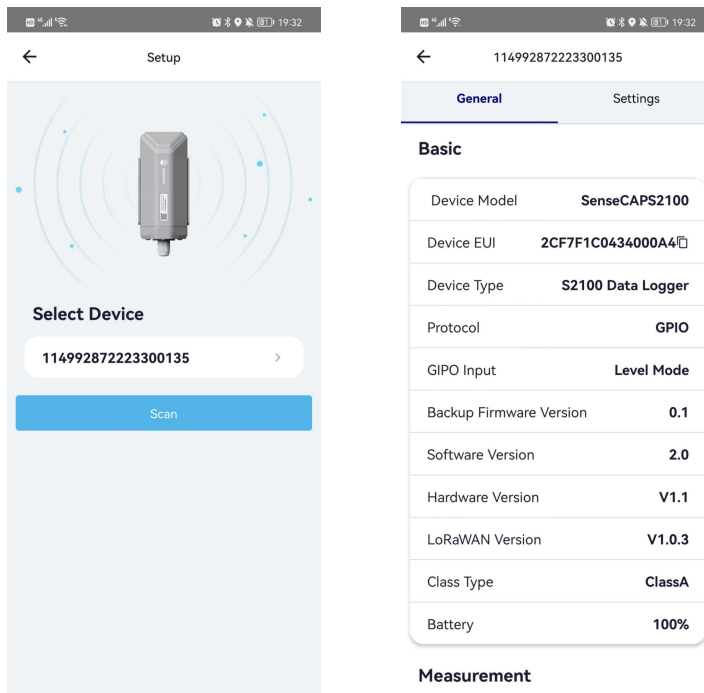 19:32
Setup
Select Device
114992872223300135
Scan
19:32
114992872223300135
General Settings
Basic
Device Model SenseCAPS2100
Device EUI 2CF7F1C0434000A4
Device Type S2100 Data Logger
Protocol GPIO
GIPO Input Level Mode
Backup Firmware Version 0.1
Software Version 2.0
Hardware Version V1.1
LoRaWAN Version V1.0.3
Class Type ClassA
Battery 100%
Measurement